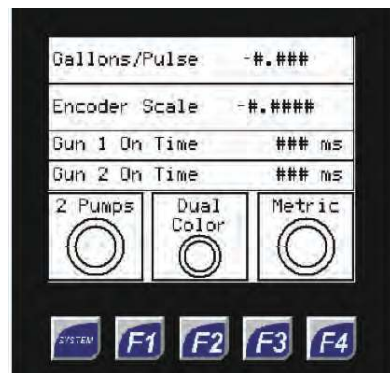 Gallons/Pulse -#.###
Encoder Scale -#.####
Gun 1 On Time ### ms
Gun 2 On Time ### ms
2 Pumps Dual Color Metric
SYSTEM F1 F2 F3 F4